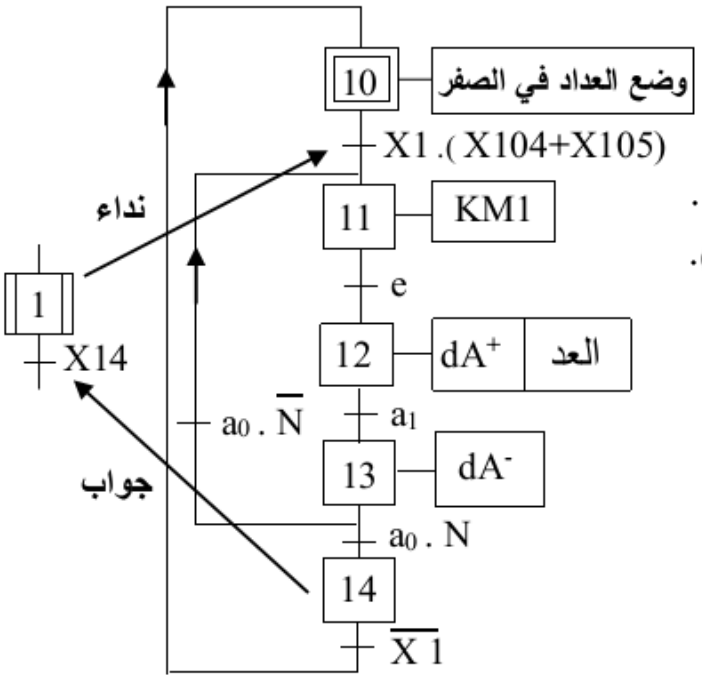 10
وضع العداد في الصفر
X1 .( X104+X105)
نداء
11
KM1
.
.(
e
1
12
dA⁺
العد
X14
a₀ . N̅
a₁
13
dA⁻
جواب
a₀ . N
14
X̅ 1̅